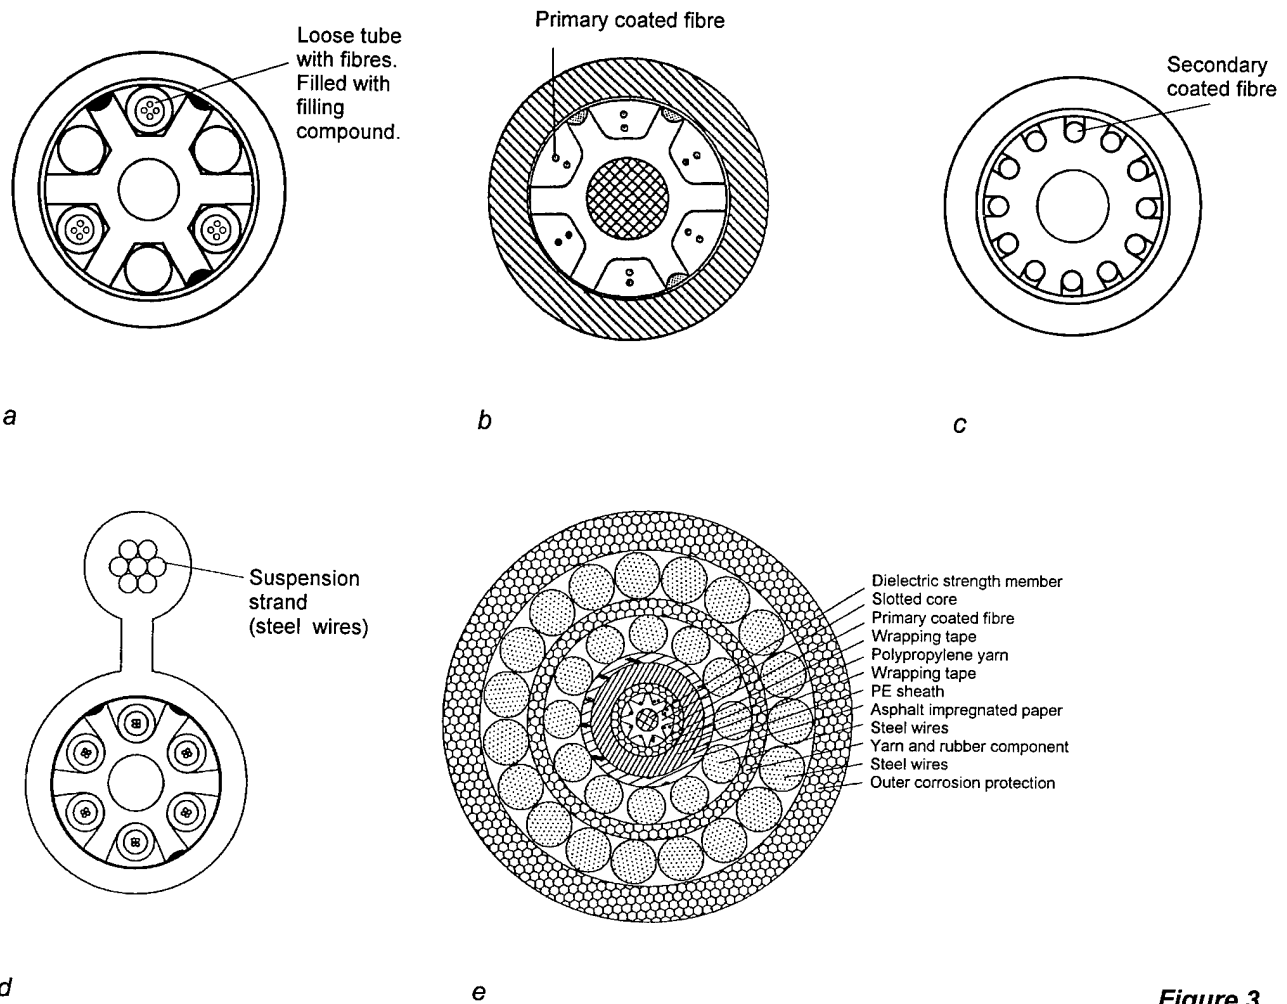 Loose tube
with fibres.
Filled with
filling
compound.
Primary coated fibre
Secondary
coated fibre
a
b
c
Suspension
strand
(steel wires)
Dielectric strength member
Slotted core
Primary coated fibre
Wrapping tape
Polypropylene yarn
Wrapping tape
PE sheath
Asphalt impregnated paper
Steel wires
Yarn and rubber component
Steel wires
Outer corrosion protection
d
e
Figure 3